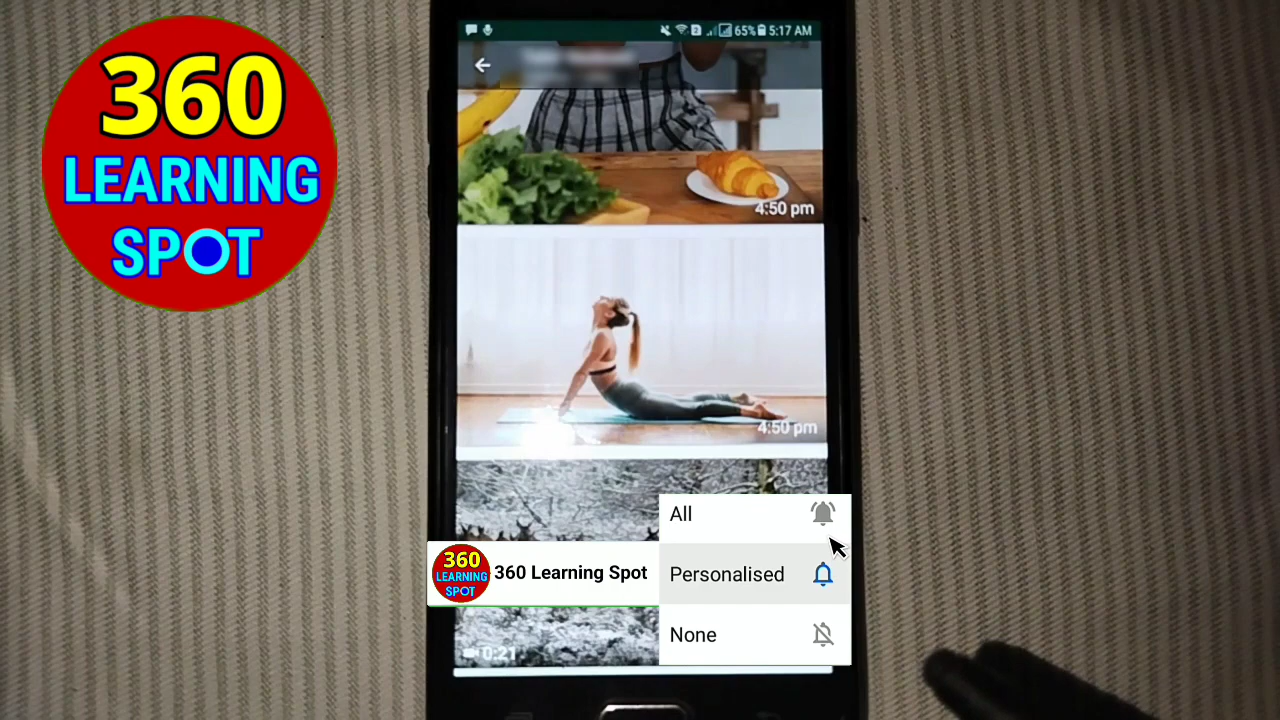 360
LEARNING
SPOT
65% 5:17 AM
4:50 pm
4:50 pm
All
360
LEARNING
SPOT
360 Learning Spot
Personalised
None
0:21